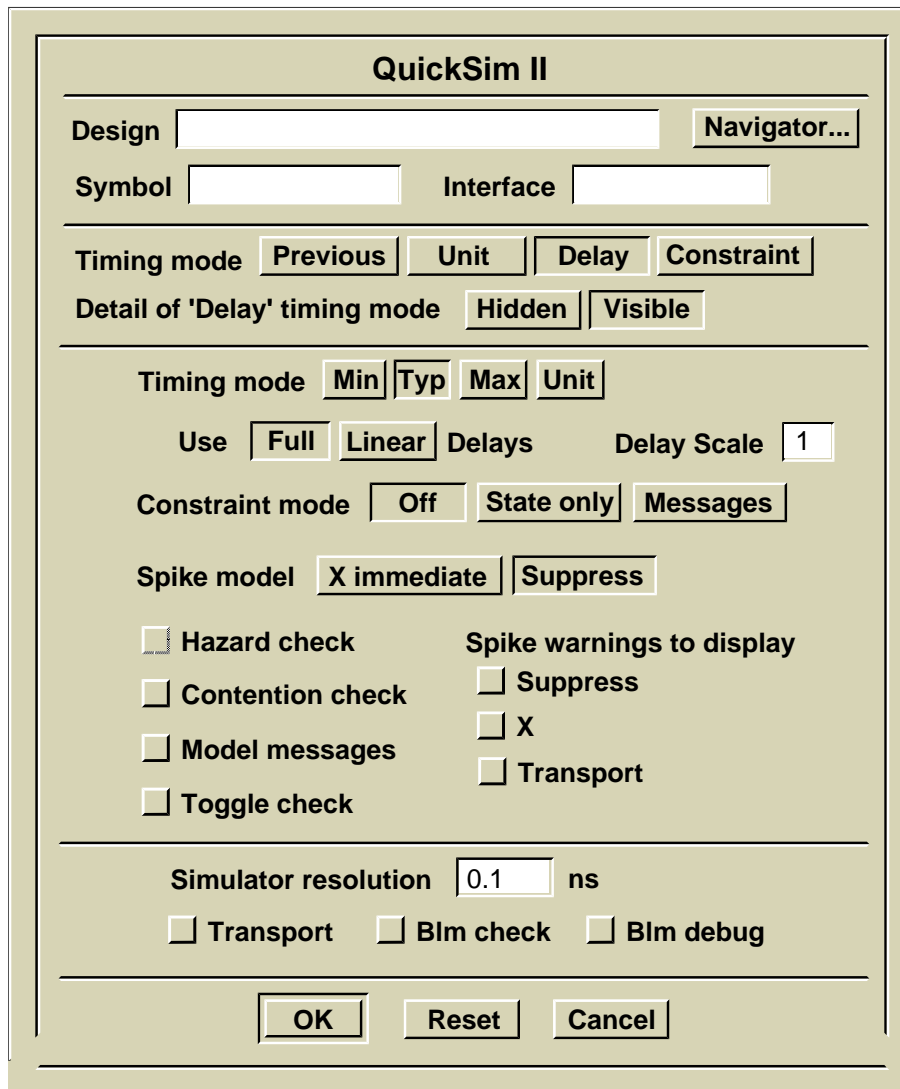 QuickSim II
Design Navigator...
Symbol Interface
Timing mode Previous Unit Delay Constraint
Detail of 'Delay' timing mode Hidden Visible
Timing mode Min Typ Max Unit
Use Full Linear Delays Delay Scale 1
Constraint mode Off State only Messages
Spike model X immediate Suppress
Hazard check Spike warnings to display
Suppress
Contention check
X
Model messages
Transport
Toggle check
Simulator resolution 0.1 ns
Transport Blm check Blm debug
OK Reset Cancel